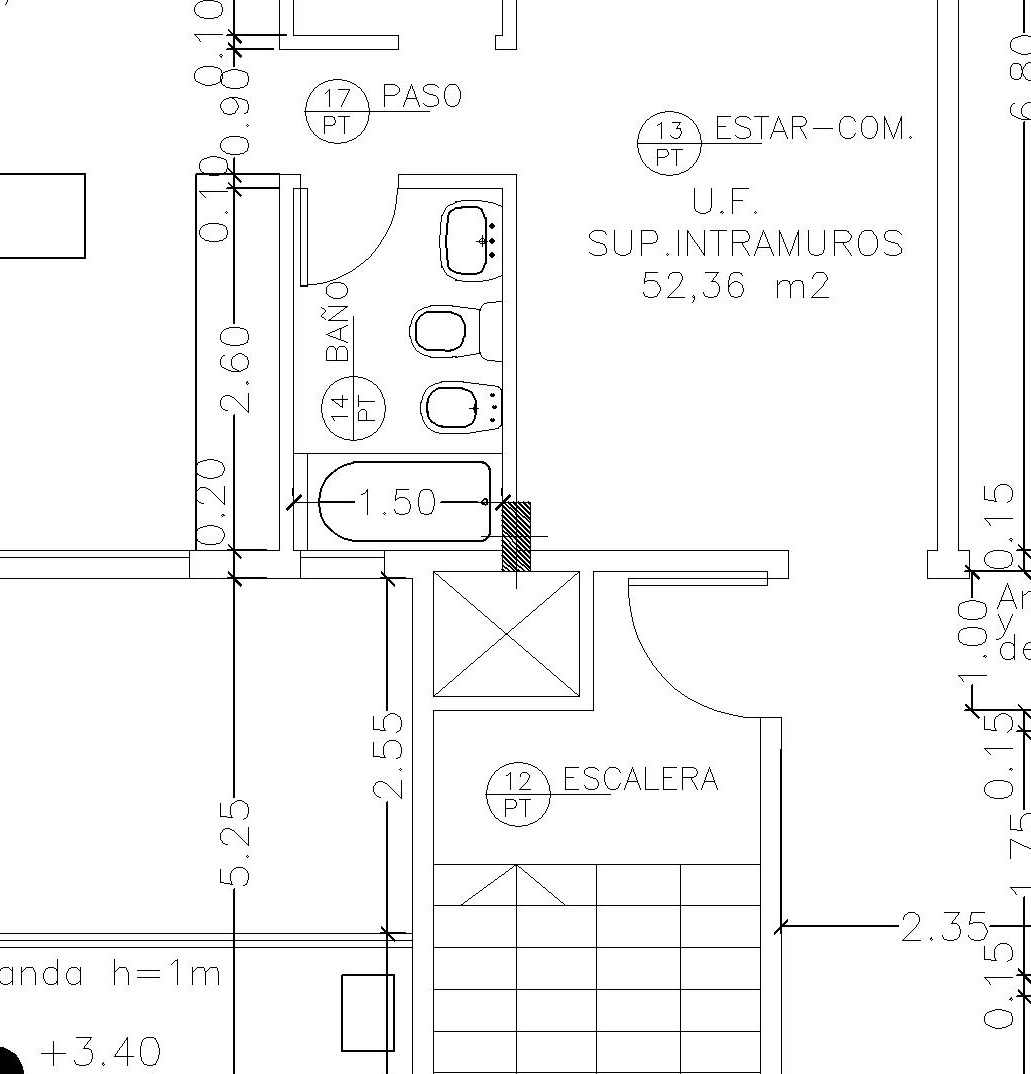 0.10
0.90
17
PT
PASO
13
PT
ESTAR-COM.
6.80
0.10
U.F.
SUP.INTRAMUROS
52,36 m2
BAÑO
2.60
14
PT
0.20
1.50
0.15
1.00
y
de
2.55
0.15
12
PT
ESCALERA
5.25
1.75
2.35
anda h=1m
0.15
+3.40